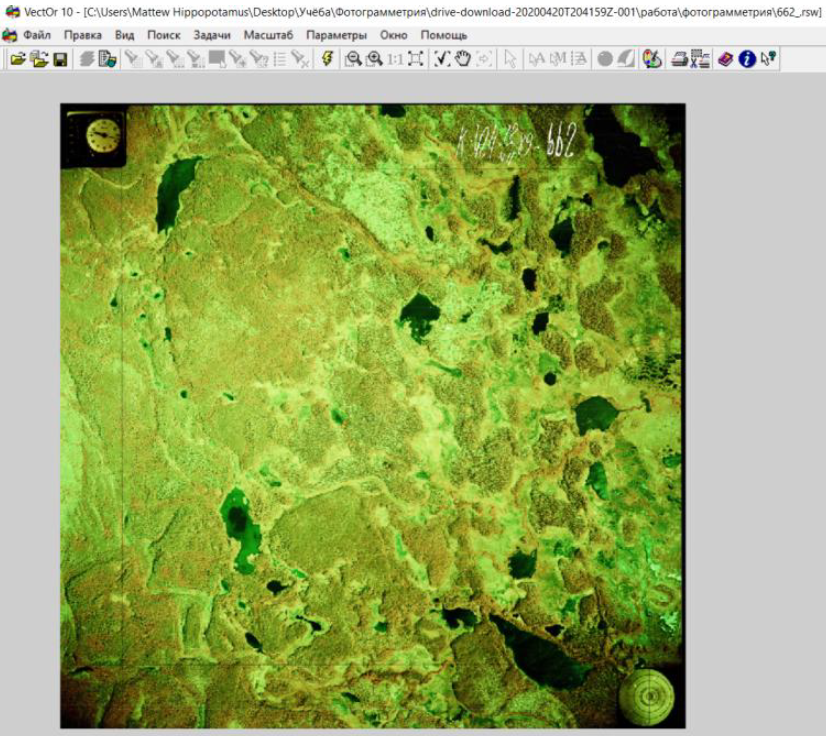 VectOr 10 - [C:\Users\Mattew Hippopotamus\Desktop\Учёба\Фотограмметрия\drive-download-20200420T204159Z-001\работа\фотограмметрия\662_.rsw]
Файл Правка Вид Поиск Задачи Масштаб Параметры Окно Помощь
1:1
662